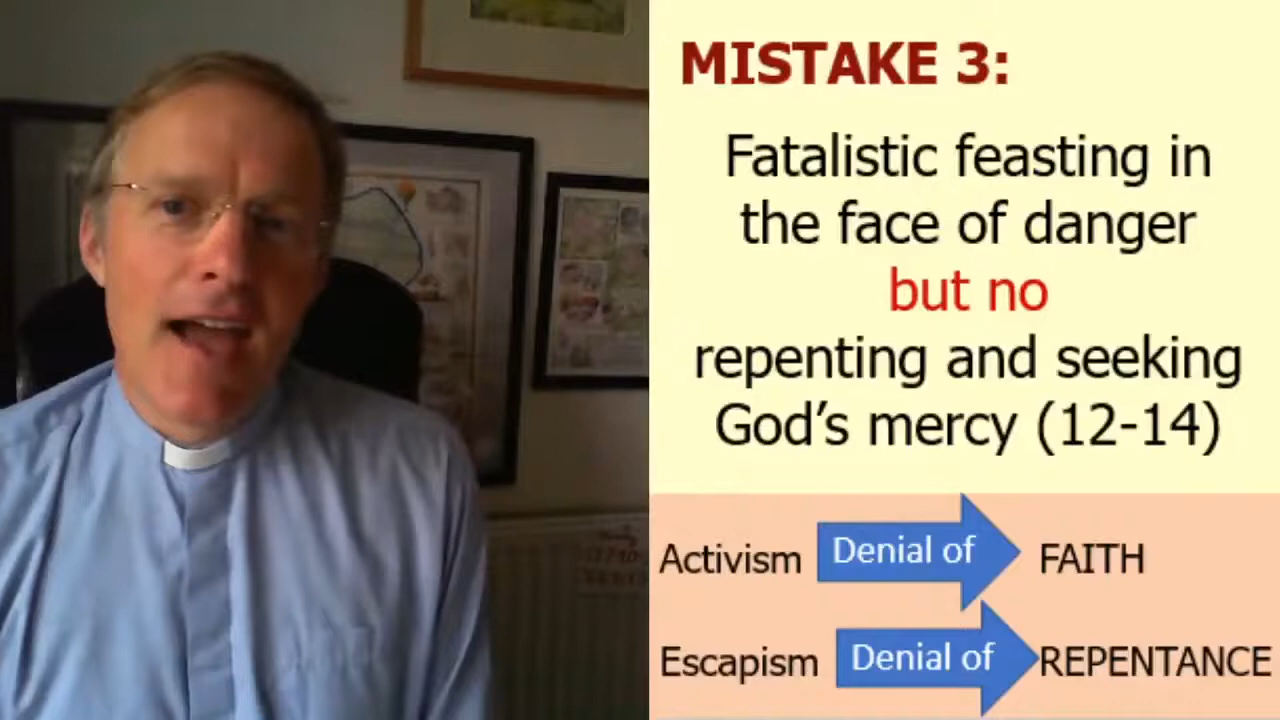 MISTAKE 3:
Fatalistic feasting in
the face of danger
but no
repenting and seeking
God’s mercy (12-14)
Activism Denial of FAITH
Escapism Denial of REPENTANCE